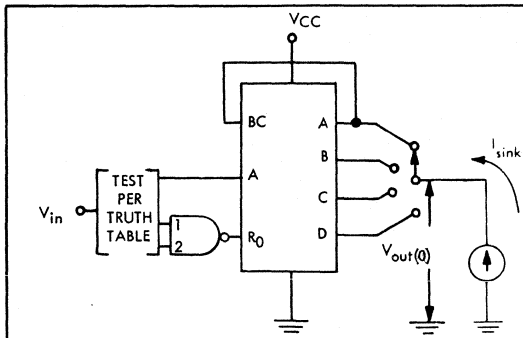 VCC
BC
A
A
B
C
D
R0
Isink
Vin
TEST
PER
TRUTH
TABLE
1
2
Vout(0)